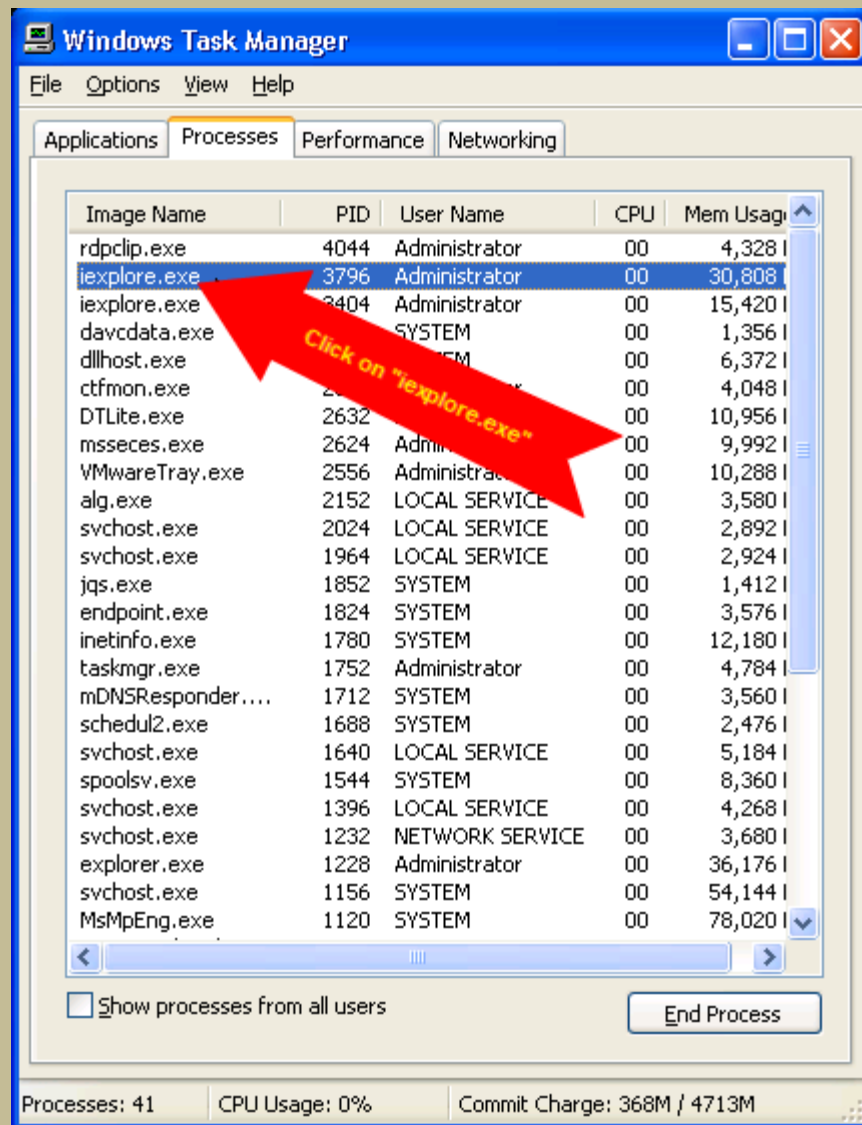 Windows Task Manager
File Options View Help
Applications Processes Performance Networking
Image Name PID User Name CPU Mem Usag
rdpclip.exe 4044 Administrator 00 4,328
iexplore.exe 3796 Administrator 00 30,808
iexplore.exe 3404 Administrator 00 15,420
davcdata.exe SYSTEM 00 1,356
dllhost.exe 00 6,372
ctfmon.exe 00 4,048
DTLite.exe 2632 00 10,956
msseces.exe 2624 00 9,992
VMwareTray.exe 2556 Administrator 00 10,288
alg.exe 2152 LOCAL SERVICE 00 3,580
svchost.exe 2024 LOCAL SERVICE 00 2,892
svchost.exe 1964 LOCAL SERVICE 00 2,924
jqs.exe 1852 SYSTEM 00 1,412
endpoint.exe 1824 SYSTEM 00 3,576
inetinfo.exe 1780 SYSTEM 00 12,180
taskmgr.exe 1752 Administrator 00 4,784
mDNSResponder.... 1712 SYSTEM 00 3,560
schedul2.exe 1688 SYSTEM 00 2,476
svchost.exe 1640 LOCAL SERVICE 00 5,184
spoolsv.exe 1544 SYSTEM 00 8,360
svchost.exe 1396 LOCAL SERVICE 00 4,268
svchost.exe 1232 NETWORK SERVICE 00 3,680
explorer.exe 1228 Administrator 00 36,176
svchost.exe 1156 SYSTEM 00 54,144
MsMpEng.exe 1120 SYSTEM 00 78,020
Click on "iexplore.exe"
Show processes from all users
End Process
Processes: 41 CPU Usage: 0% Commit Charge: 368M / 4713M